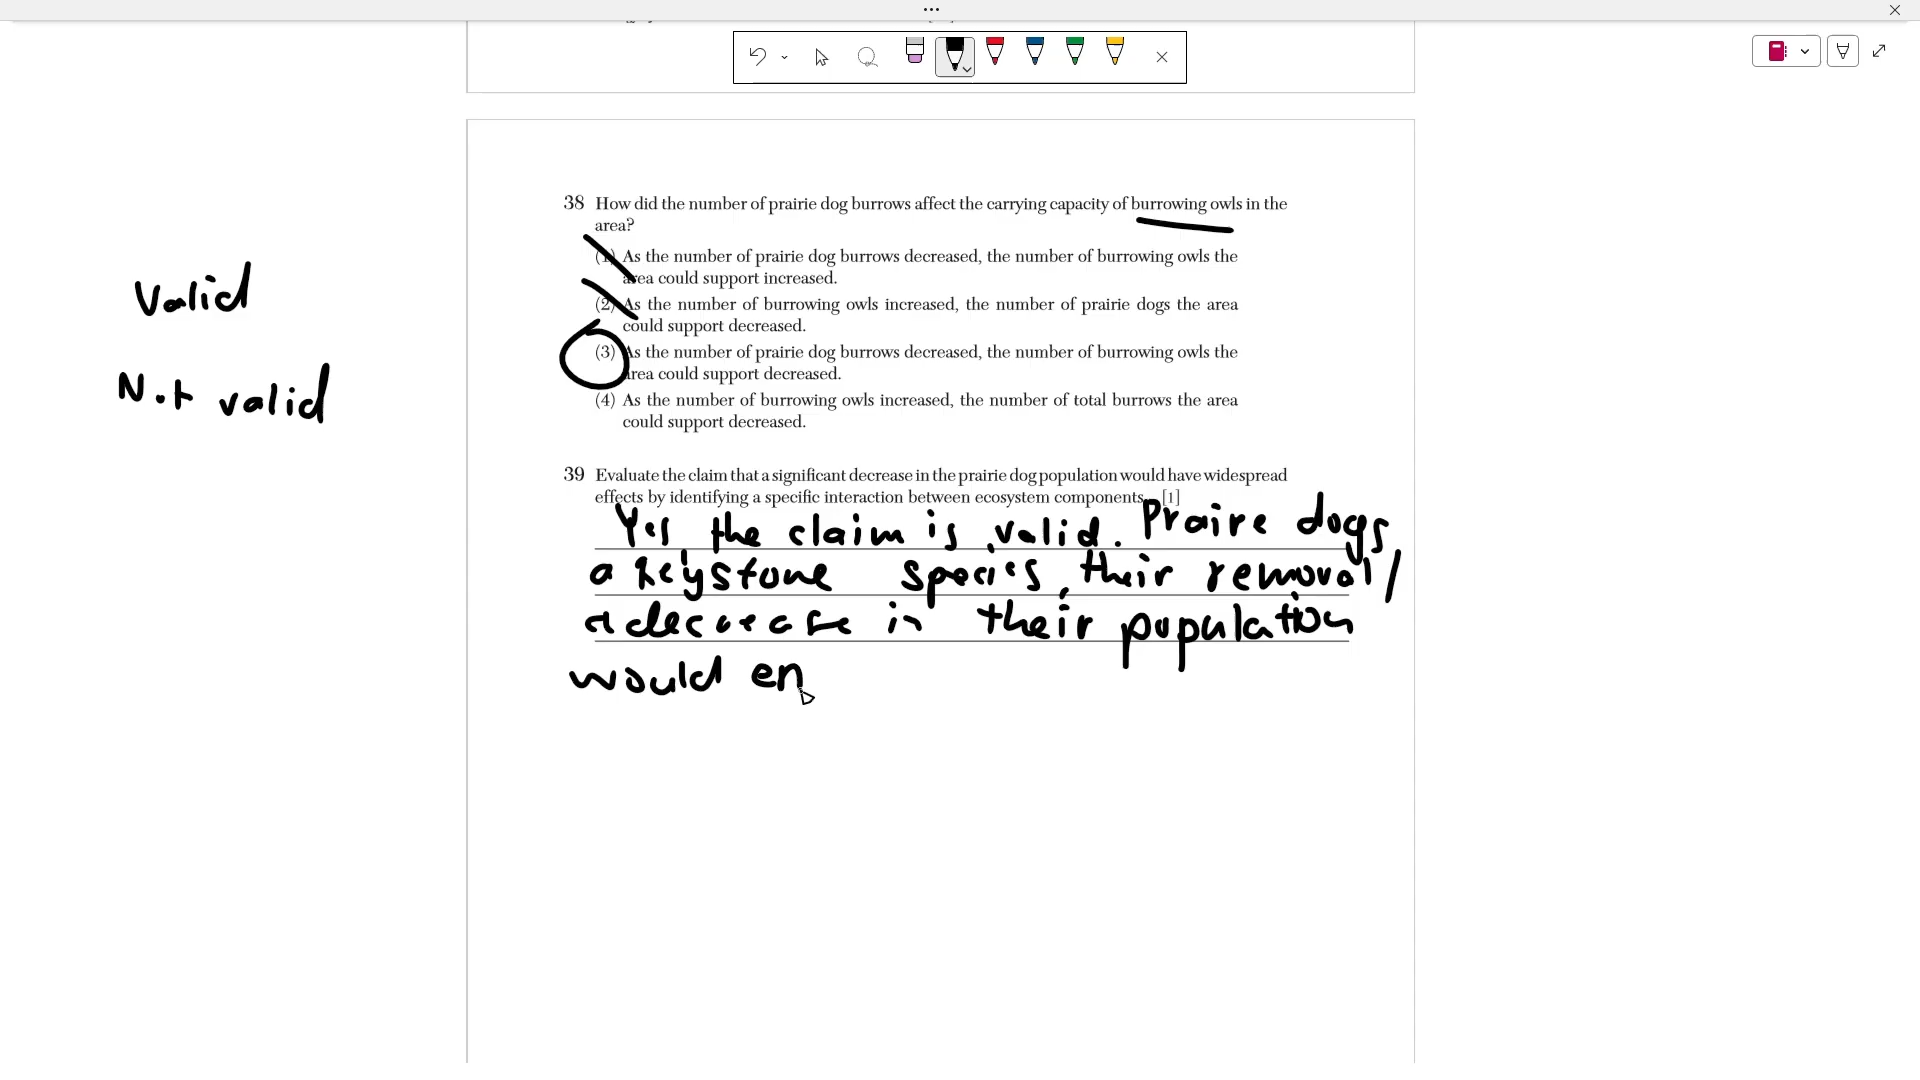 Valid
Not valid
38 How did the number of prairie dog burrows affect the carrying capacity of burrowing owls in the
area?
(1) As the number of prairie dog burrows decreased, the number of burrowing owls the
area could support increased.
(2) As the number of burrowing owls increased, the number of prairie dogs the area
could support decreased.
(3) As the number of prairie dog burrows decreased, the number of burrowing owls the
area could support decreased.
(4) As the number of burrowing owls increased, the number of total burrows the area
could support decreased.
39 Evaluate the claim that a significant decrease in the prairie dog population would have widespread
effects by identifying a specific interaction between ecosystem components. [1]
Yes, the claim is valid. Praire dogs
a keystone species, their removal/
a decrease in their population
would en